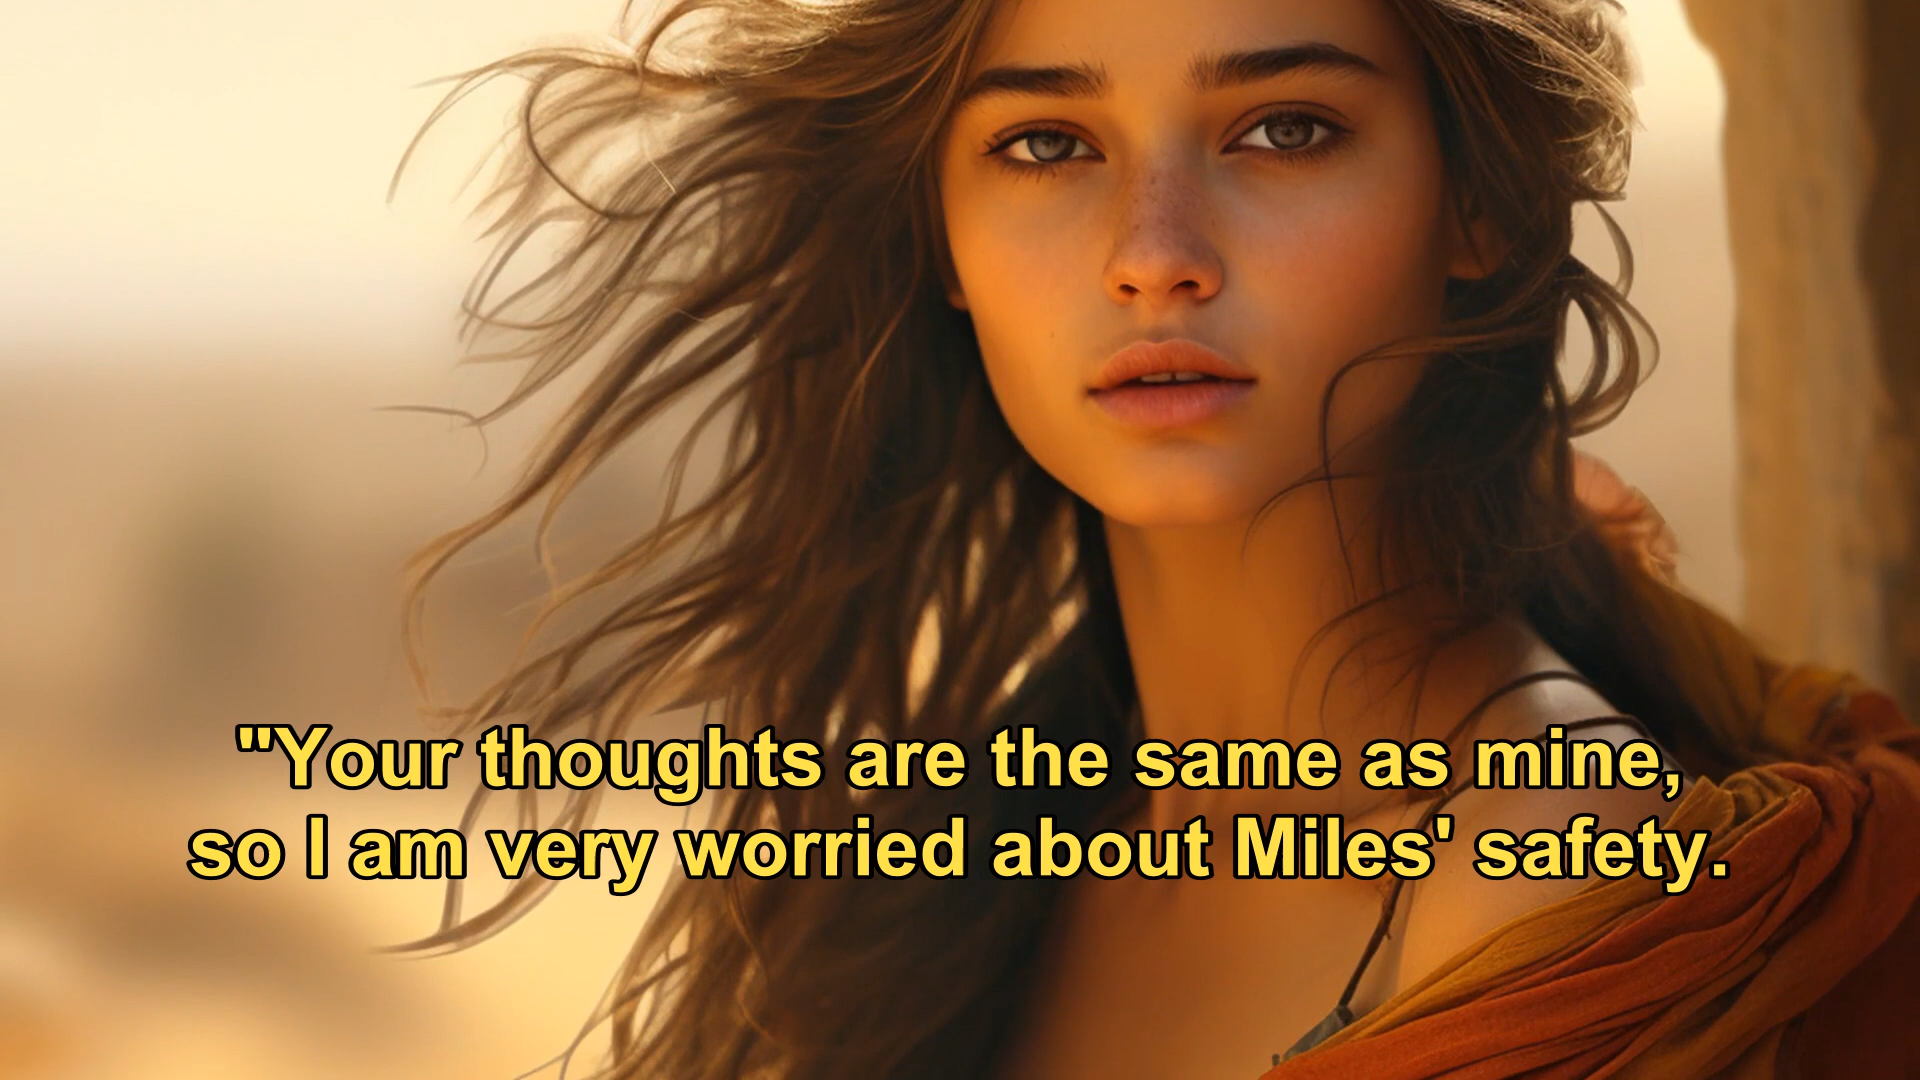 "Your thoughts are the same as mine,
so I am very worried about Miles' safety.